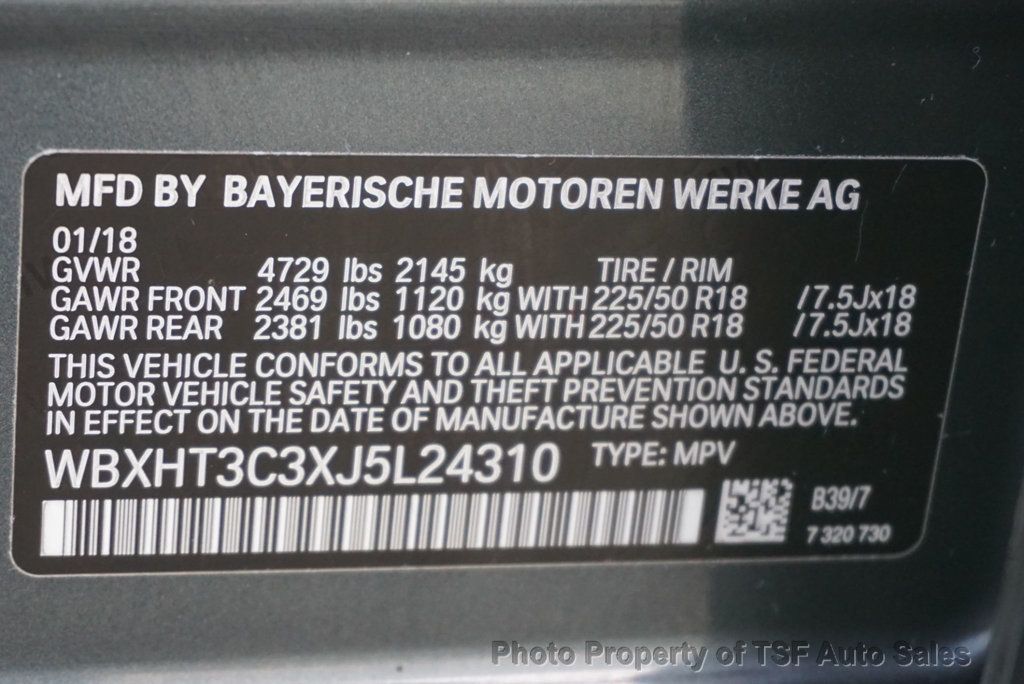 MFD BY BAYERISCHE MOTOREN WERKE AG
01/18
GVWR 4729 lbs 2145 kg TIRE / RIM
GAWR FRONT 2469 lbs 1120 kg WITH 225/50 R18 /7.5Jx18
GAWR REAR 2381 lbs 1080 kg WITH 225/50 R18 /7.5Jx18
THIS VEHICLE CONFORMS TO ALL APPLICABLE U. S. FEDERAL
MOTOR VEHICLE SAFETY AND THEFT PREVENTION STANDARDS
IN EFFECT ON THE DATE OF MANUFACTURE SHOWN ABOVE.
WBXHT3C3XJ5L24310 TYPE: MPV
B39/7
7 320 730
Photo Property of TSF Auto Sales